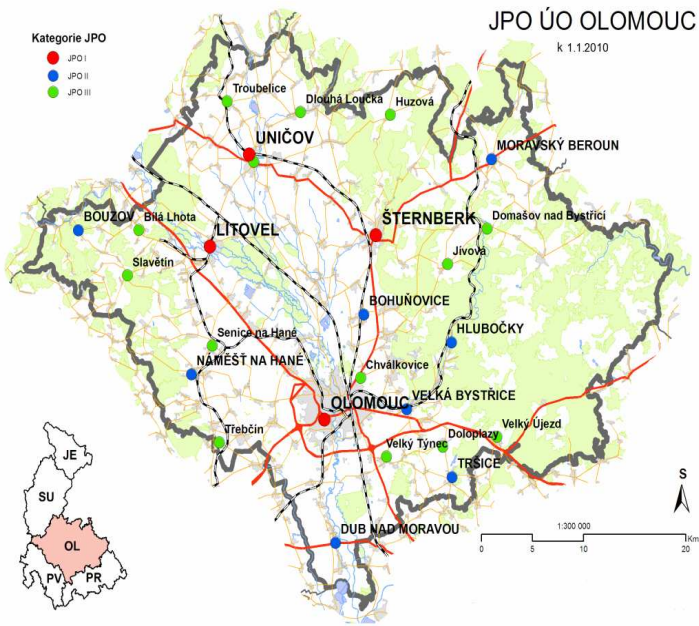 JPO ÚO OLOMOUC
k 1.1.2010
Kategorie JPO
JPO I
JPO II
JPO III
Troubelice
Dlouhá Loučka
Huzová
UNIČOV
MORAVSKÝ BEROUN
BOUZOV
Bílá Lhota
LITOVEL
ŠTERNBERK
Domašov nad Bystřicí
Slavětín
Jívová
BOHUŇOVICE
Senice na Hané
HLUBOČKY
NÁMĚŠŤ NA HANÉ
Chválkovice
OLOMOUC
VELKÁ BYSTŘICE
Třebčín
Velký Týnec
Doloplazy
Velký Újezd
TRŠICE
DUB NAD MORAVOU
JE
SU
OL
PV
PR
S
1:300 000
0 5 10 20
Km